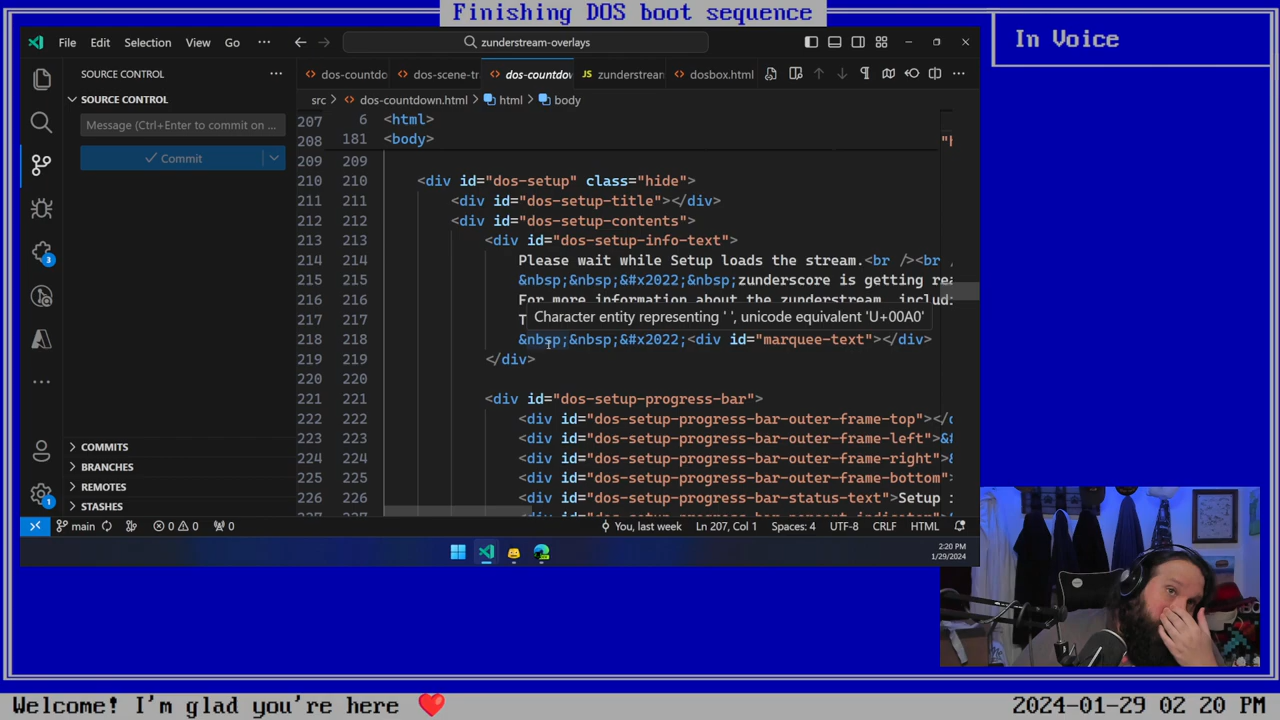 Finishing DOS boot sequence
In Voice
File Edit Selection View Go ··· zunderstream-overlays
SOURCE CONTROL ···
SOURCE CONTROL
Message (Ctrl+Enter to commit on ...
Commit
3
1
COMMITS
BRANCHES
REMOTES
STASHES
dos-countdo dos-scene-tr dos-countdow JS zunderstream dosbox.html
src > dos-countdown.html > html > body
207 6 <html>
208 181 <body>
209 209
210 210 <div id="dos-setup" class="hide">
211 211 <div id="dos-setup-title"></div>
212 212 <div id="dos-setup-contents">
213 213 <div id="dos-setup-info-text">
214 214 Please wait while Setup loads the stream.<br /><br /
215 215 &nbsp;&nbsp;&#x2022;&nbsp;zunderscore is getting rea
216 216 For more information about the zunderstream, includi
217 217 T
Character entity representing ' ', unicode equivalent 'U+00A0'
218 218 &nbsp;&nbsp;&#x2022;<div id="marquee-text"></div>
219 219 </div>
220 220
221 221 <div id="dos-setup-progress-bar">
222 222 <div id="dos-setup-progress-bar-outer-frame-top"></d
223 223 <div id="dos-setup-progress-bar-outer-frame-left">&#
224 224 <div id="dos-setup-progress-bar-outer-frame-right">&
225 225 <div id="dos-setup-progress-bar-outer-frame-bottom">
226 226 <div id="dos-setup-progress-bar-status-text">Setup i
main 0 0 0 You, last week Ln 207, Col 1 Spaces: 4 UTF-8 CRLF HTML
2:20 PM
1/29/2024
Welcome! I'm glad you're here ❤️ 2024-01-29 02 20 PM